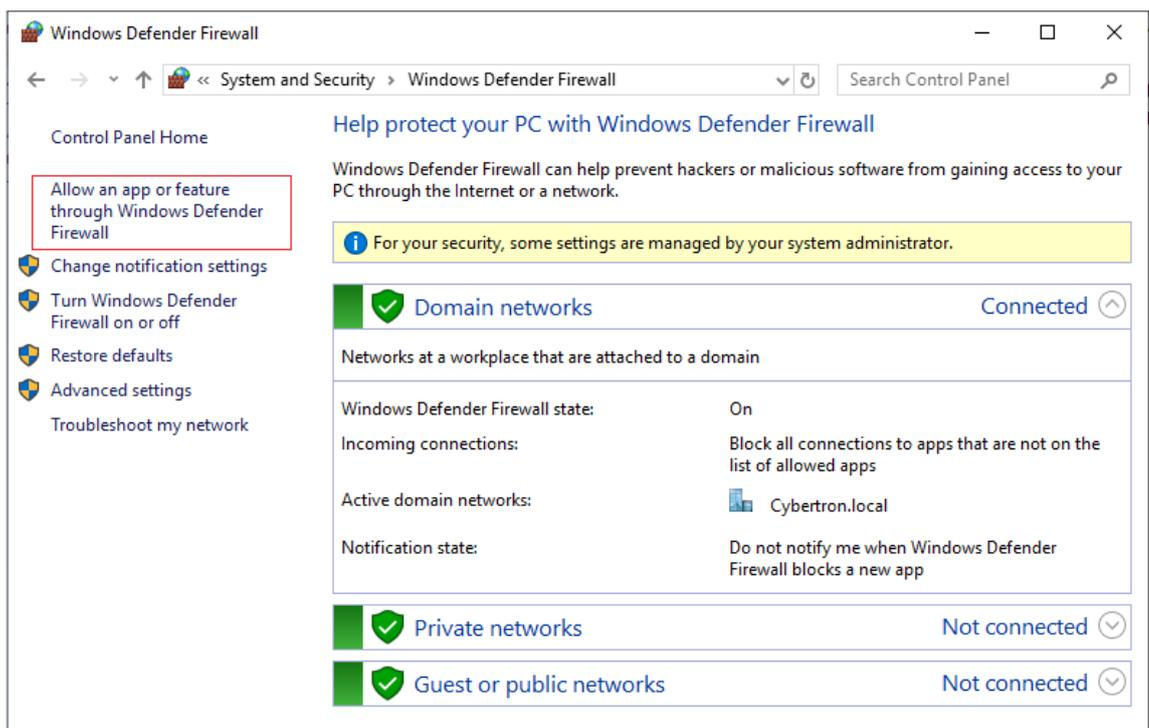 Windows Defender Firewall
« System and Security › Windows Defender Firewall
Search Control Panel
Control Panel Home
Allow an app or feature
through Windows Defender
Firewall
Change notification settings
Turn Windows Defender
Firewall on or off
Restore defaults
Advanced settings
Troubleshoot my network
Help protect your PC with Windows Defender Firewall
Windows Defender Firewall can help prevent hackers or malicious software from gaining access to your
PC through the Internet or a network.
For your security, some settings are managed by your system administrator.
Domain networks Connected
Networks at a workplace that are attached to a domain
Windows Defender Firewall state: On
Incoming connections: Block all connections to apps that are not on the
list of allowed apps
Active domain networks: Cybertron.local
Notification state: Do not notify me when Windows Defender
Firewall blocks a new app
Private networks Not connected
Guest or public networks Not connected